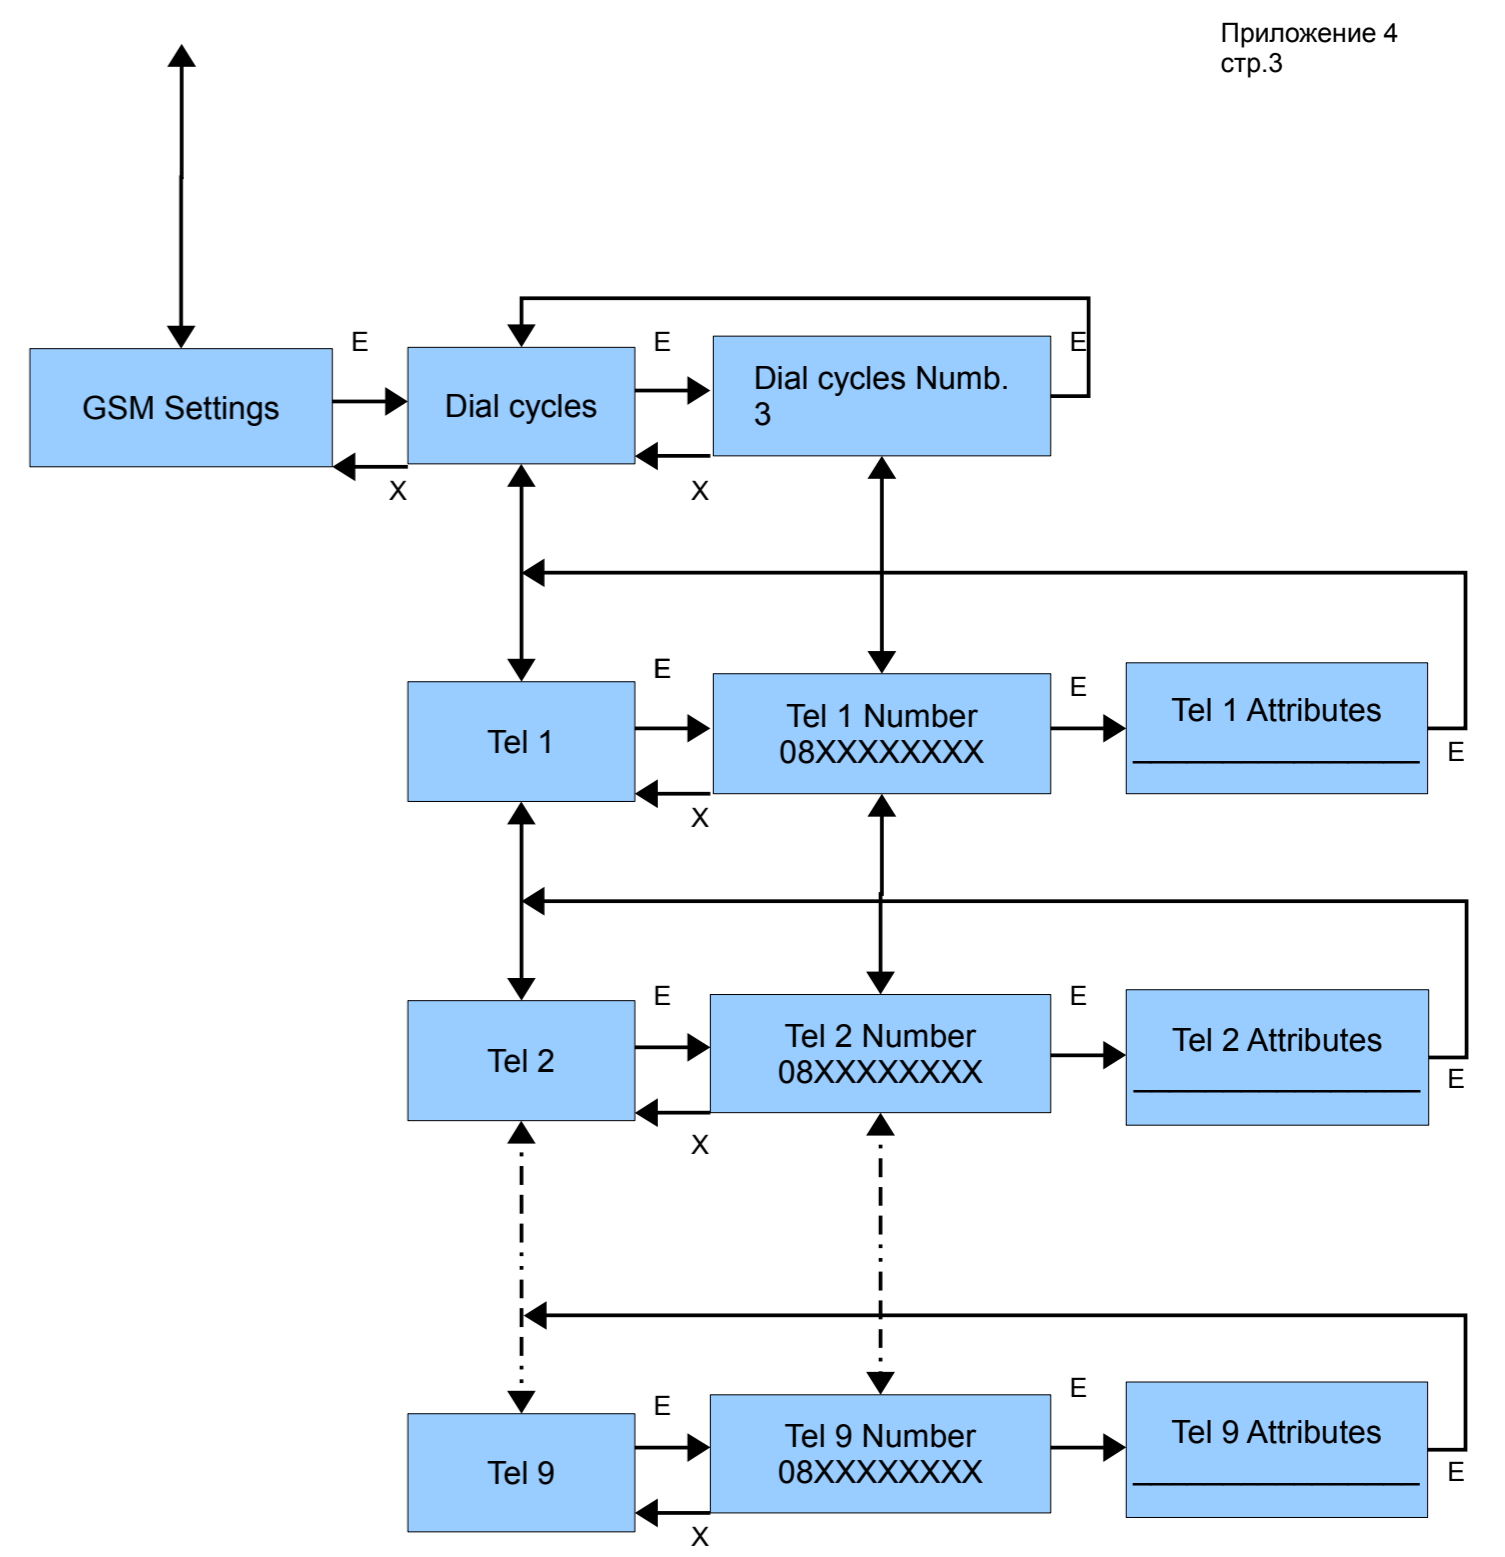 Приложение 4
стр.3
E
E
E
GSM Settings
Dial cycles
Dial cycles Numb.
3
X
X
E
E
Tel 1
Tel 1 Number
08XXXXXXXX
Tel 1 Attributes
E
X
E
E
Tel 2
Tel 2 Number
08XXXXXXXX
Tel 2 Attributes
E
X
E
E
Tel 9
Tel 9 Number
08XXXXXXXX
Tel 9 Attributes
E
X